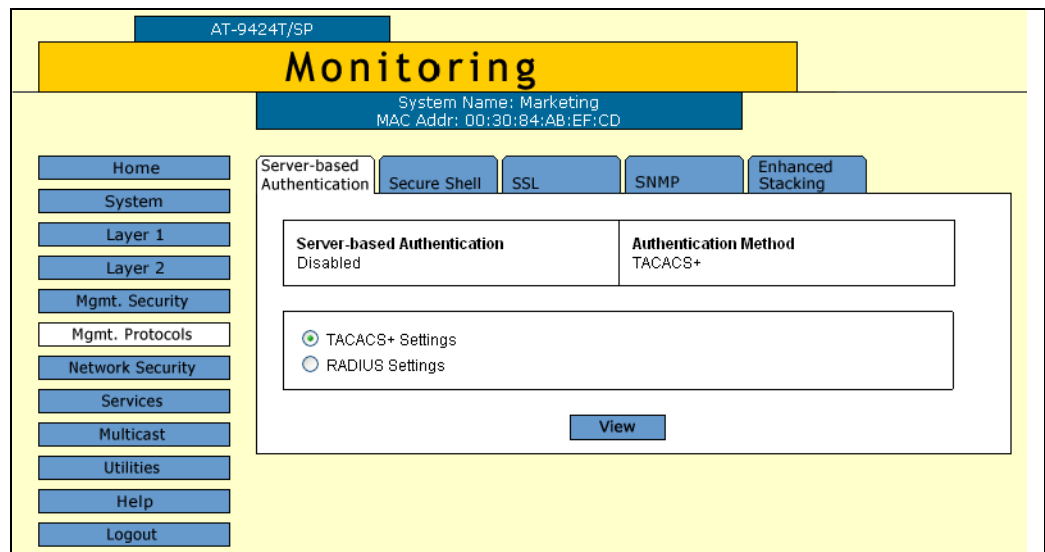 AT-9424T/SP
Monitoring
System Name: Marketing
MAC Addr: 00:30:84:AB:EF:CD
Home
System
Layer 1
Layer 2
Mgmt. Security
Mgmt. Protocols
Network Security
Services
Multicast
Utilities
Help
Logout
Server-based
Authentication
Secure Shell
SSL
SNMP
Enhanced
Stacking
Server-based Authentication
Disabled
Authentication Method
TACACS+
TACACS+ Settings
RADIUS Settings
View